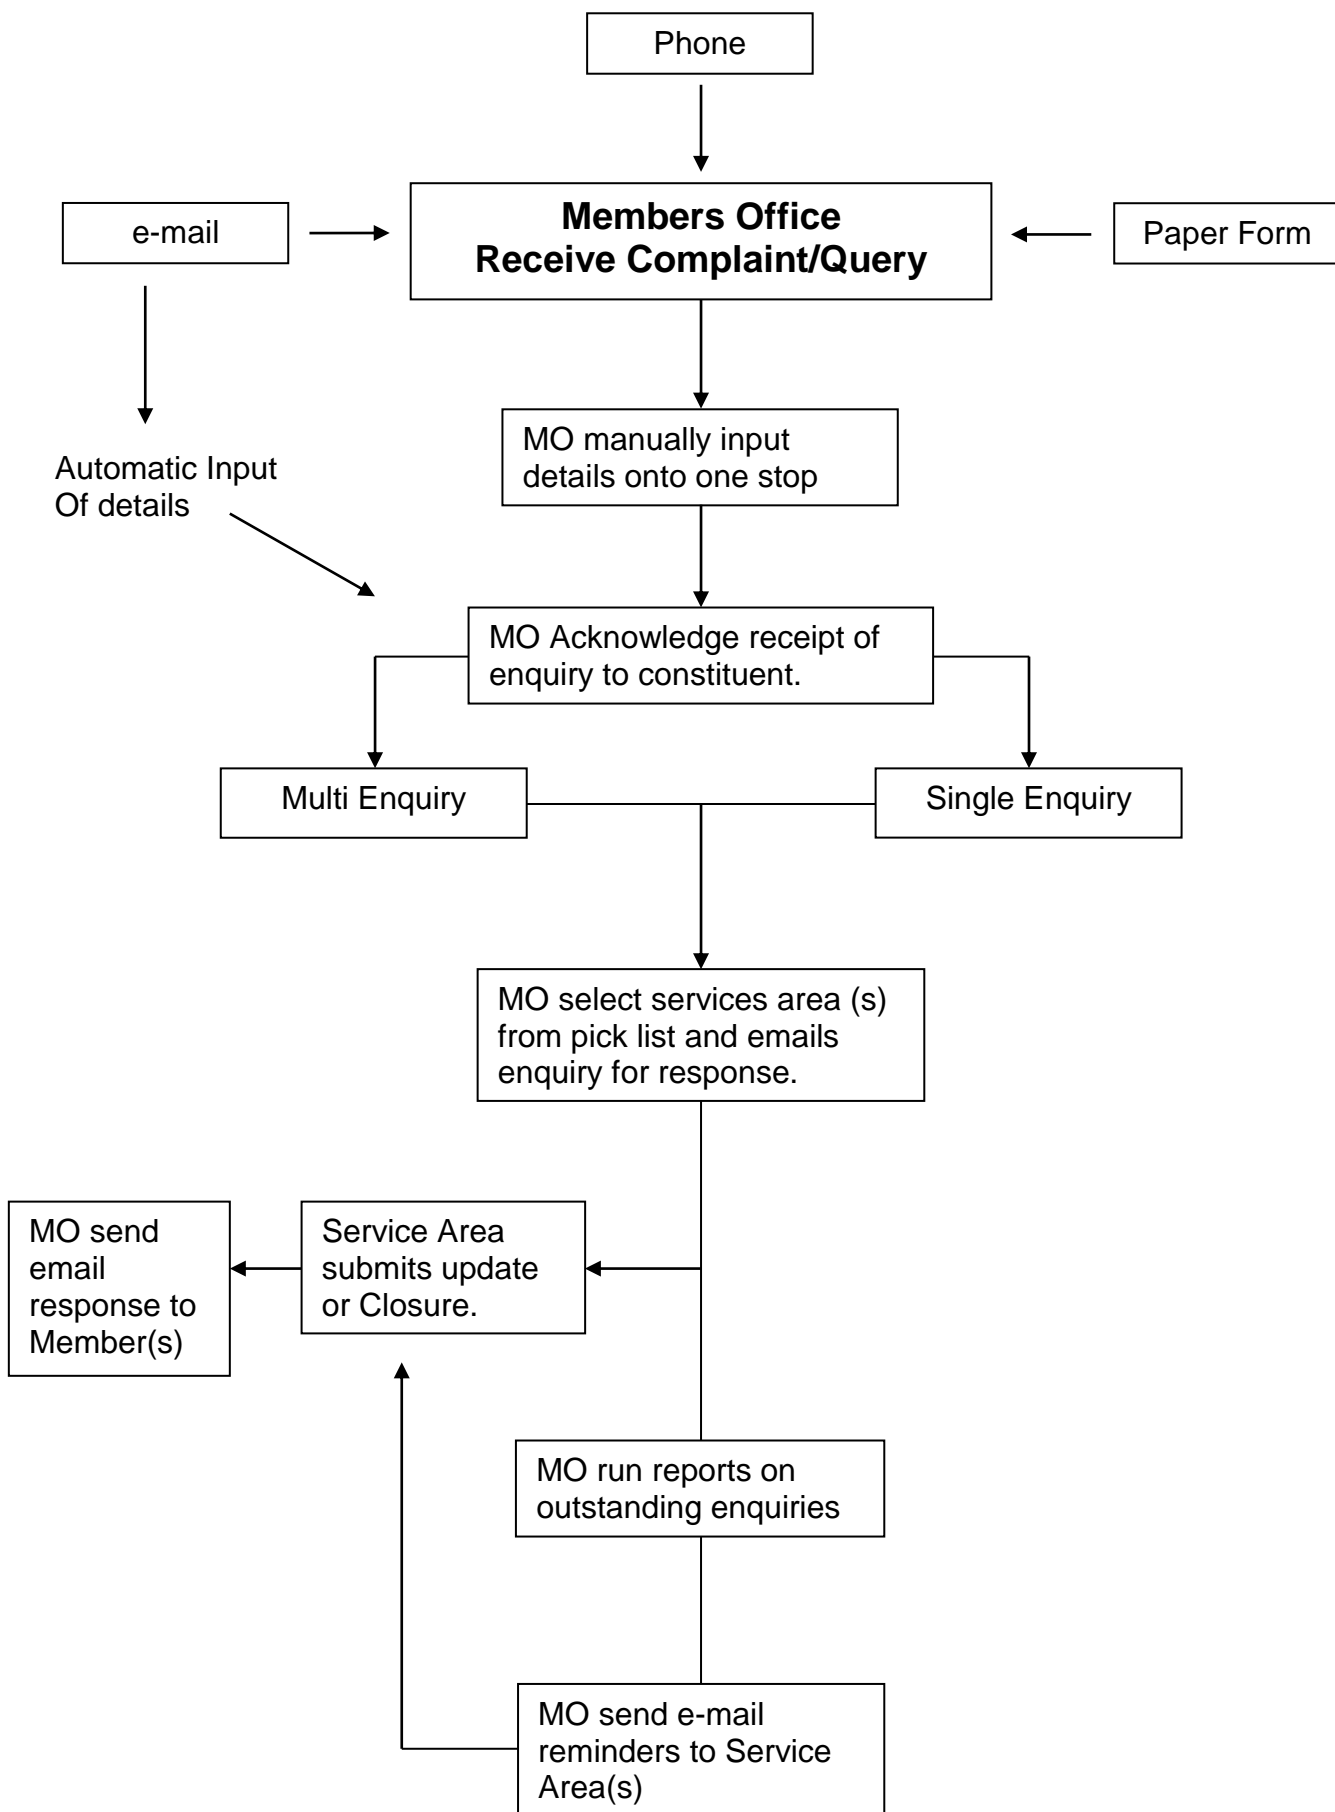 Phone
e-mail
Members Office
Receive Complaint/Query
Paper Form
MO manually input
details onto one stop
Automatic Input
Of details
MO Acknowledge receipt of
enquiry to constituent.
Multi Enquiry
Single Enquiry
MO select services area (s)
from pick list and emails
enquiry for response.
MO send
email
response to
Member(s)
Service Area
submits update
or Closure.
MO run reports on
outstanding enquiries
MO send e-mail
reminders to Service
Area(s)